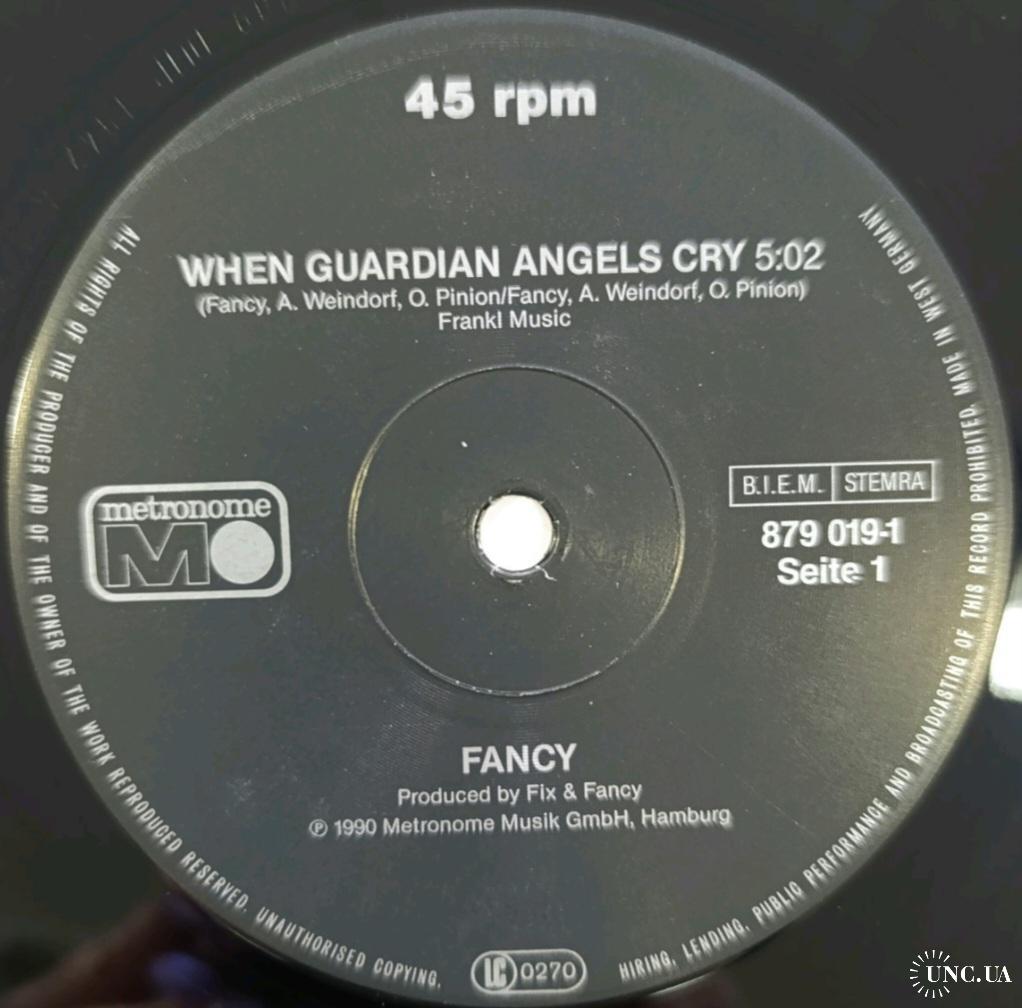 45 rpm
WHEN GUARDIAN ANGELS CRY 5:02
(Fancy, A. Weindorf, O. Pinion/Fancy, A. Weindorf, O. Pinion)
Frankl Music
metronome
M
B.I.E.M. STEMRA
879 019-1
Seite 1
FANCY
Produced by Fix & Fancy
℗ 1990 Metronome Musik GmbH, Hamburg
ALL RIGHTS OF THE PRODUCER AND OF THE OWNER OF THE WORK REPRODUCED RESERVED. UNAUTHORISED COPYING, HIRING, LENDING, PUBLIC PERFORMANCE AND BROADCASTING OF THIS RECORD PROHIBITED. MADE IN WEST GERMANY
LC 0270
UNC.UA